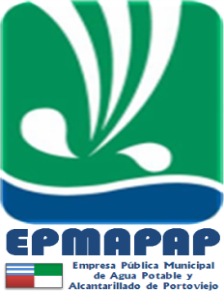 EPMAPAP
Empresa Pública Municipal
de Agua Potable y
Alcantarillado de Portoviejo